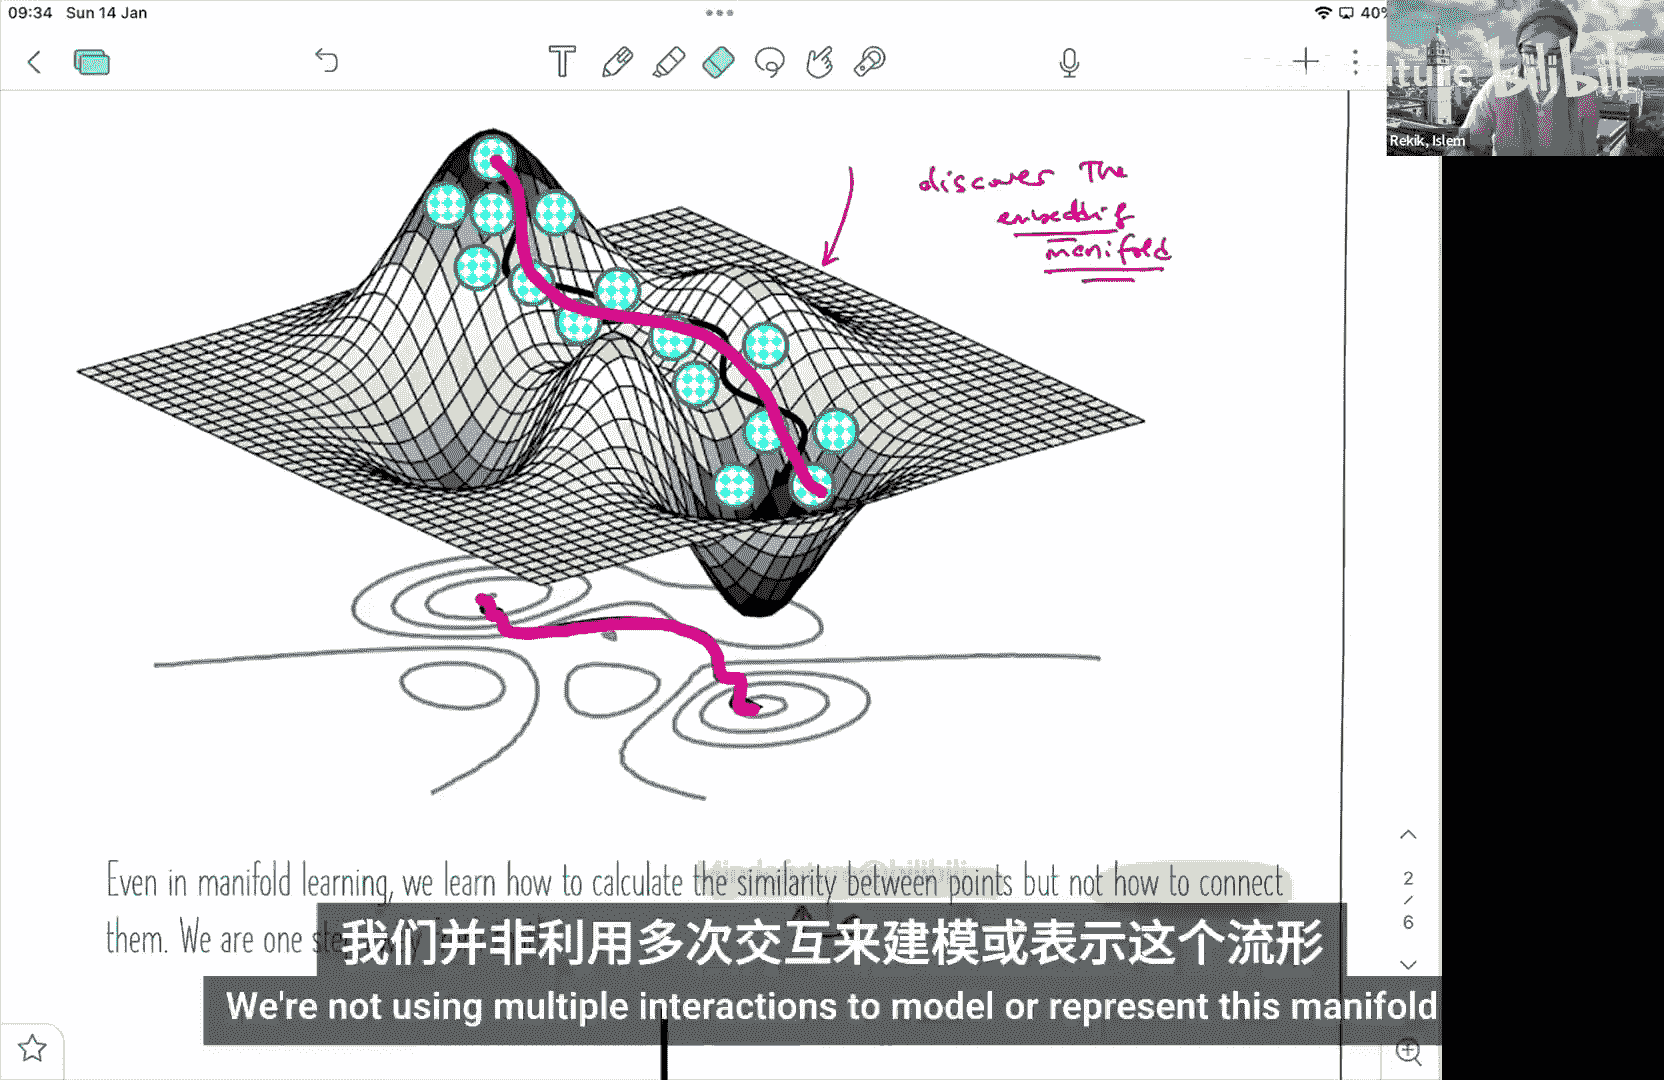 09:34 Sun 14 Jan
40%
T
uture bilibili
Rekik, Islem
discover The
embedding
manifold
Even in manifold learning, we learn how to calculate the similarity between points but not how to connect
them. We are one
2
6
我们并非利用多次交互来建模或表示这个流形
We're not using multiple interactions to model or represent this manifold